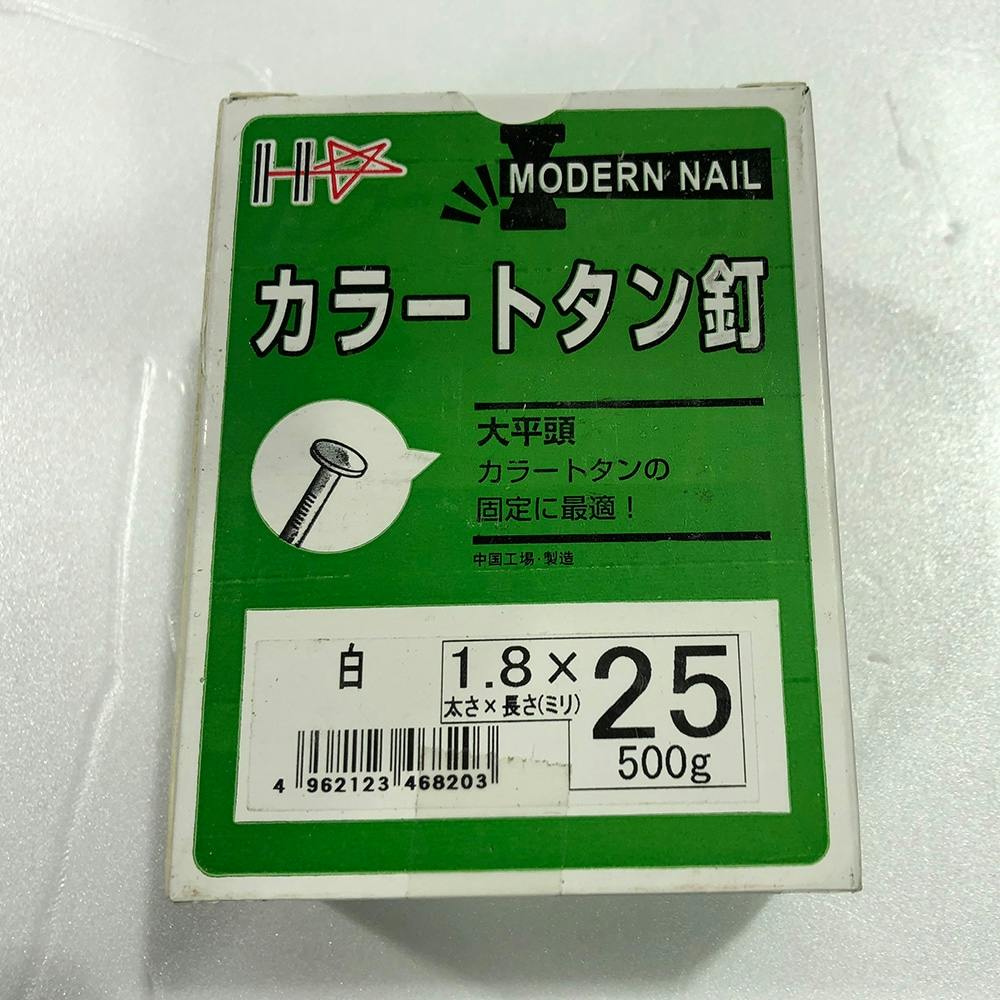 H
MODERN NAIL
カラートタン釘
大平頭
カラートタンの
固定に最適！
中国工場・製造
白
1.8×
25
太さ×長さ(ミリ)
500g
4 962123 468203